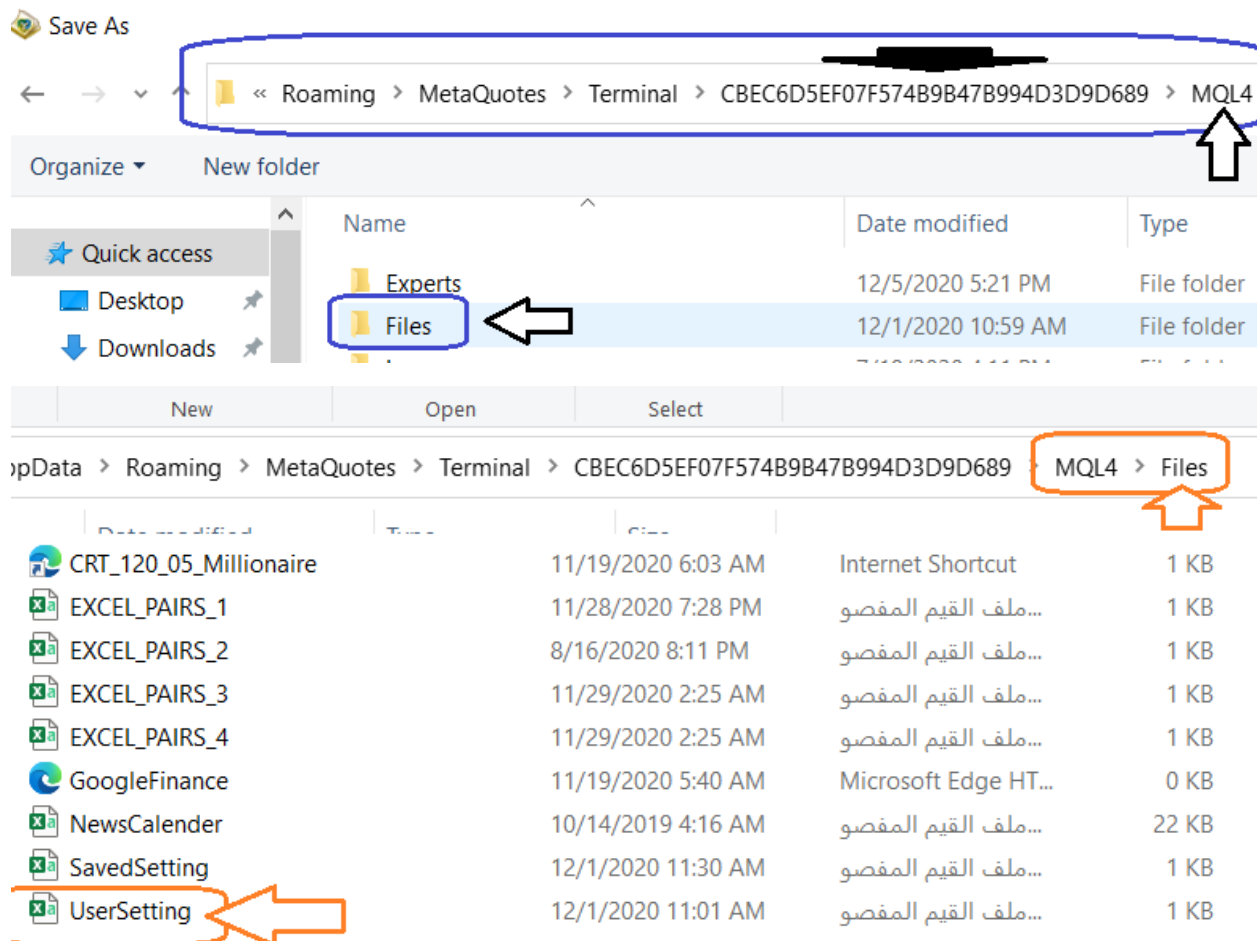 Save As
« Roaming > MetaQuotes > Terminal > CBEC6D5EF07F574B9B47B994D3D9D689 > MQL4
Organize New folder
Name Date modified Type
Quick access
Experts 12/5/2020 5:21 PM File folder
Desktop
Files 12/1/2020 10:59 AM File folder
Downloads
New Open Select
ppData > Roaming > MetaQuotes > Terminal > CBEC6D5EF07F574B9B47B994D3D9D689 > MQL4 > Files
Date modified Type Size
CRT_120_05_Millionaire 11/19/2020 6:03 AM Internet Shortcut 1 KB
EXCEL_PAIRS_1 11/28/2020 7:28 PM ملف القيم المفصو... 1 KB
EXCEL_PAIRS_2 8/16/2020 8:11 PM ملف القيم المفصو... 1 KB
EXCEL_PAIRS_3 11/29/2020 2:25 AM ملف القيم المفصو... 1 KB
EXCEL_PAIRS_4 11/29/2020 2:25 AM ملف القيم المفصو... 1 KB
GoogleFinance 11/19/2020 5:40 AM Microsoft Edge HT... 0 KB
NewsCalender 10/14/2019 4:16 AM ملف القيم المفصو... 22 KB
SavedSetting 12/1/2020 11:30 AM ملف القيم المفصو... 1 KB
UserSetting 12/1/2020 11:01 AM ملف القيم المفصو... 1 KB